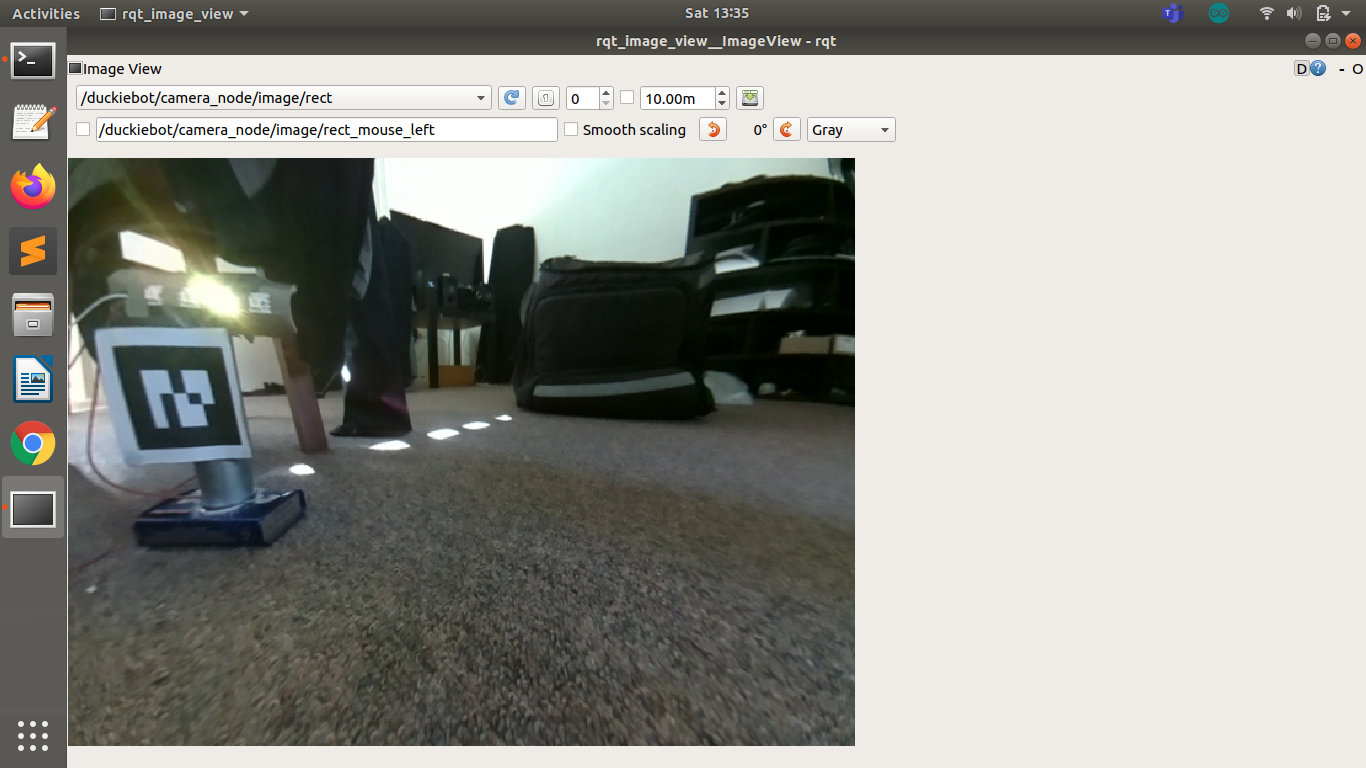 Activities rqt_image_view Sat 13:35
rqt_image_view__ImageView - rqt
Image View D ? - O
/duckiebot/camera_node/image/rect 0 10.00m
/duckiebot/camera_node/image/rect_mouse_left Smooth scaling 0° Gray